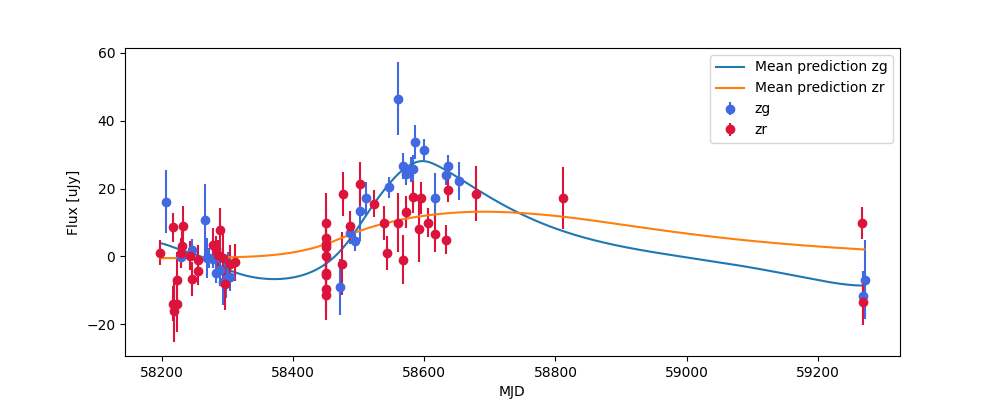 60
40
20
0
−20
Flux [uJy]
58200
58400
58600
58800
59000
59200
MJD
Mean prediction zg
Mean prediction zr
zg
zr